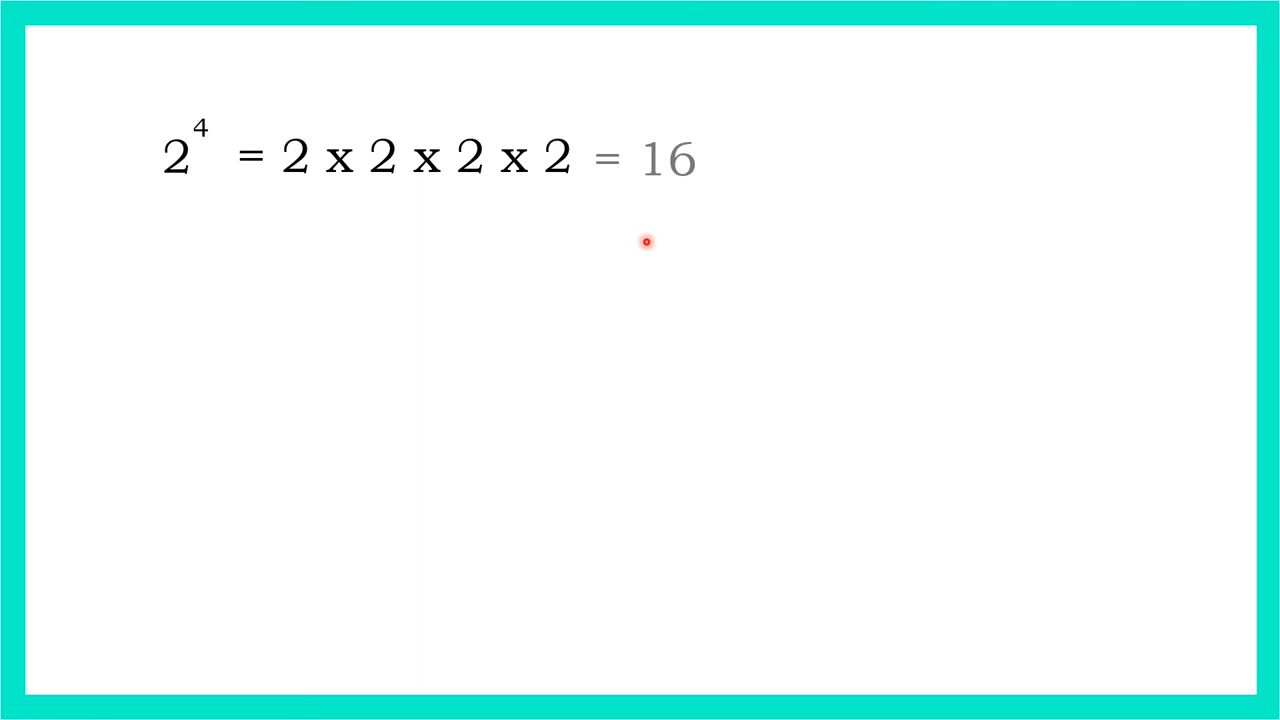 2⁴ = 2 x 2 x 2 x 2 = 16